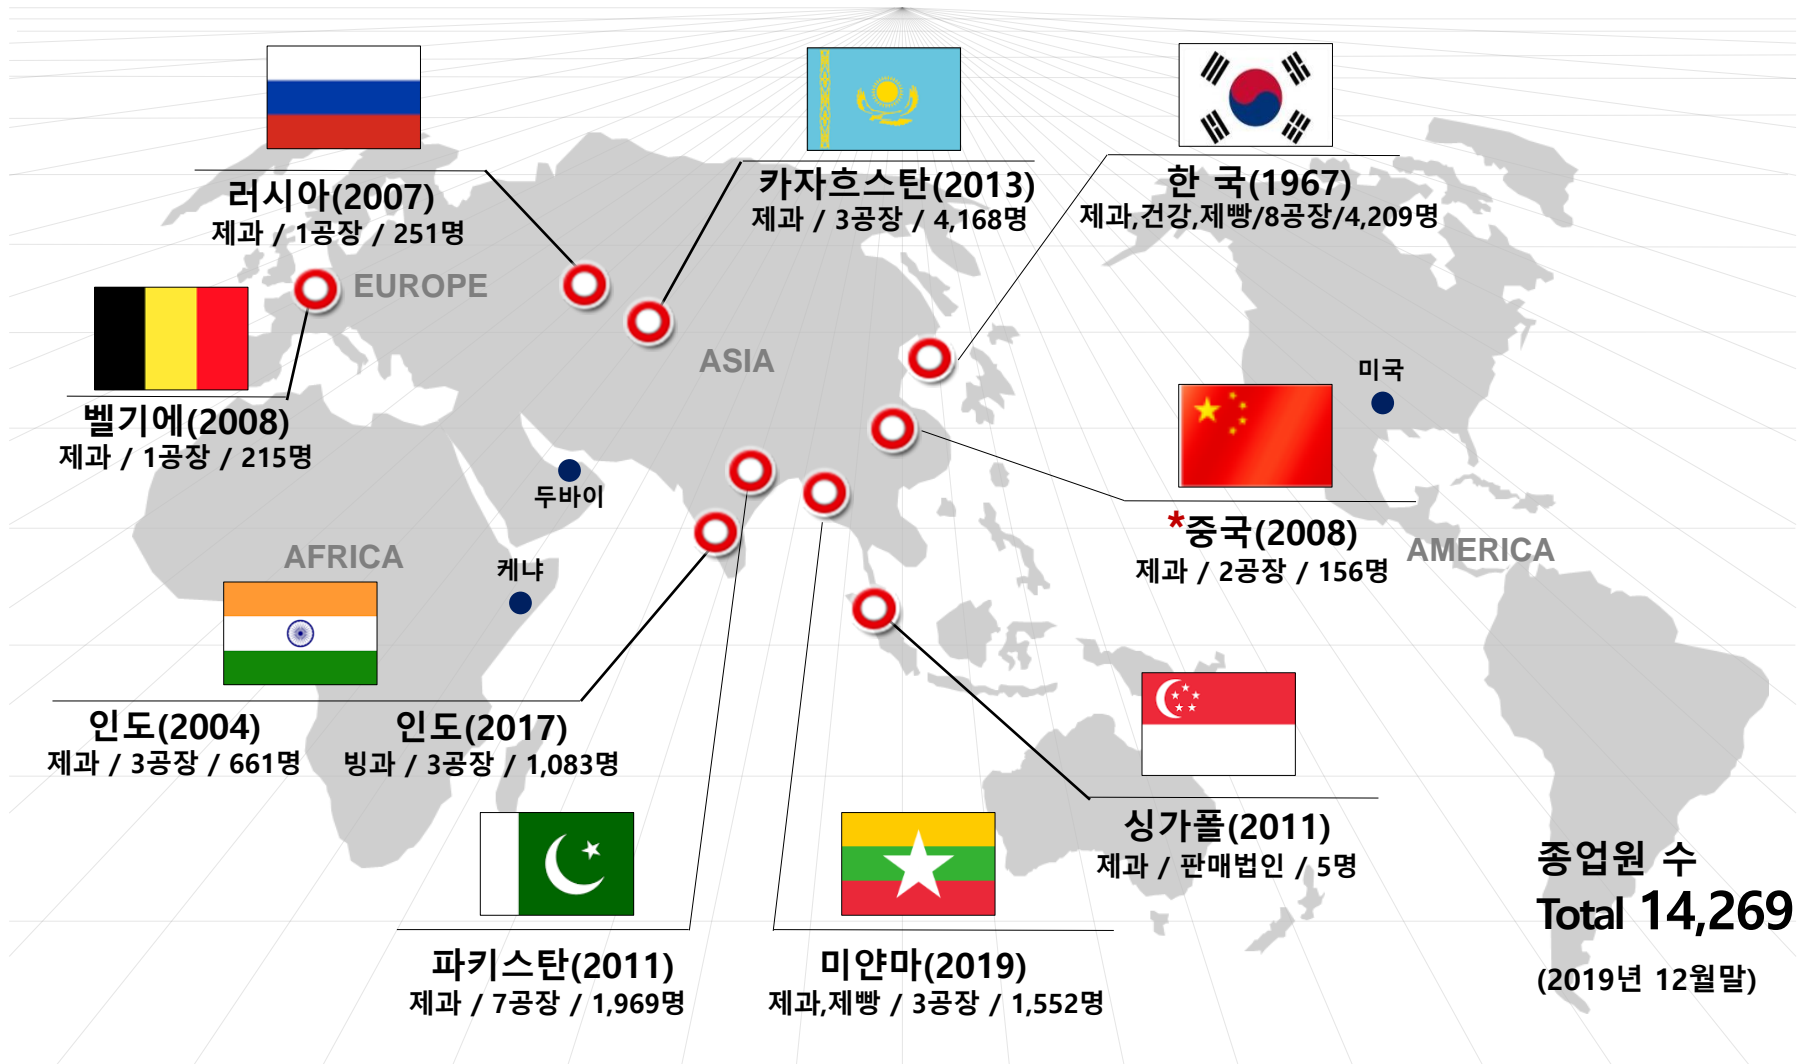 러시아(2007)
제과 / 1공장 / 251명
카자흐스탄(2013)
제과 / 3공장 / 4,168명
한 국(1967)
제과,건강,제빵/8공장/4,209명
EUROPE
ASIA
벨기에(2008)
제과 / 1공장 / 215명
미국
두바이
*중국(2008)
제과 / 2공장 / 156명
AMERICA
AFRICA
케냐
인도(2004)
제과 / 3공장 / 661명
인도(2017)
빙과 / 3공장 / 1,083명
싱가폴(2011)
제과 / 판매법인 / 5명
파키스탄(2011)
제과 / 7공장 / 1,969명
미얀마(2019)
제과,제빵 / 3공장 / 1,552명
종업원 수
Total 14,269
(2019년 12월말)